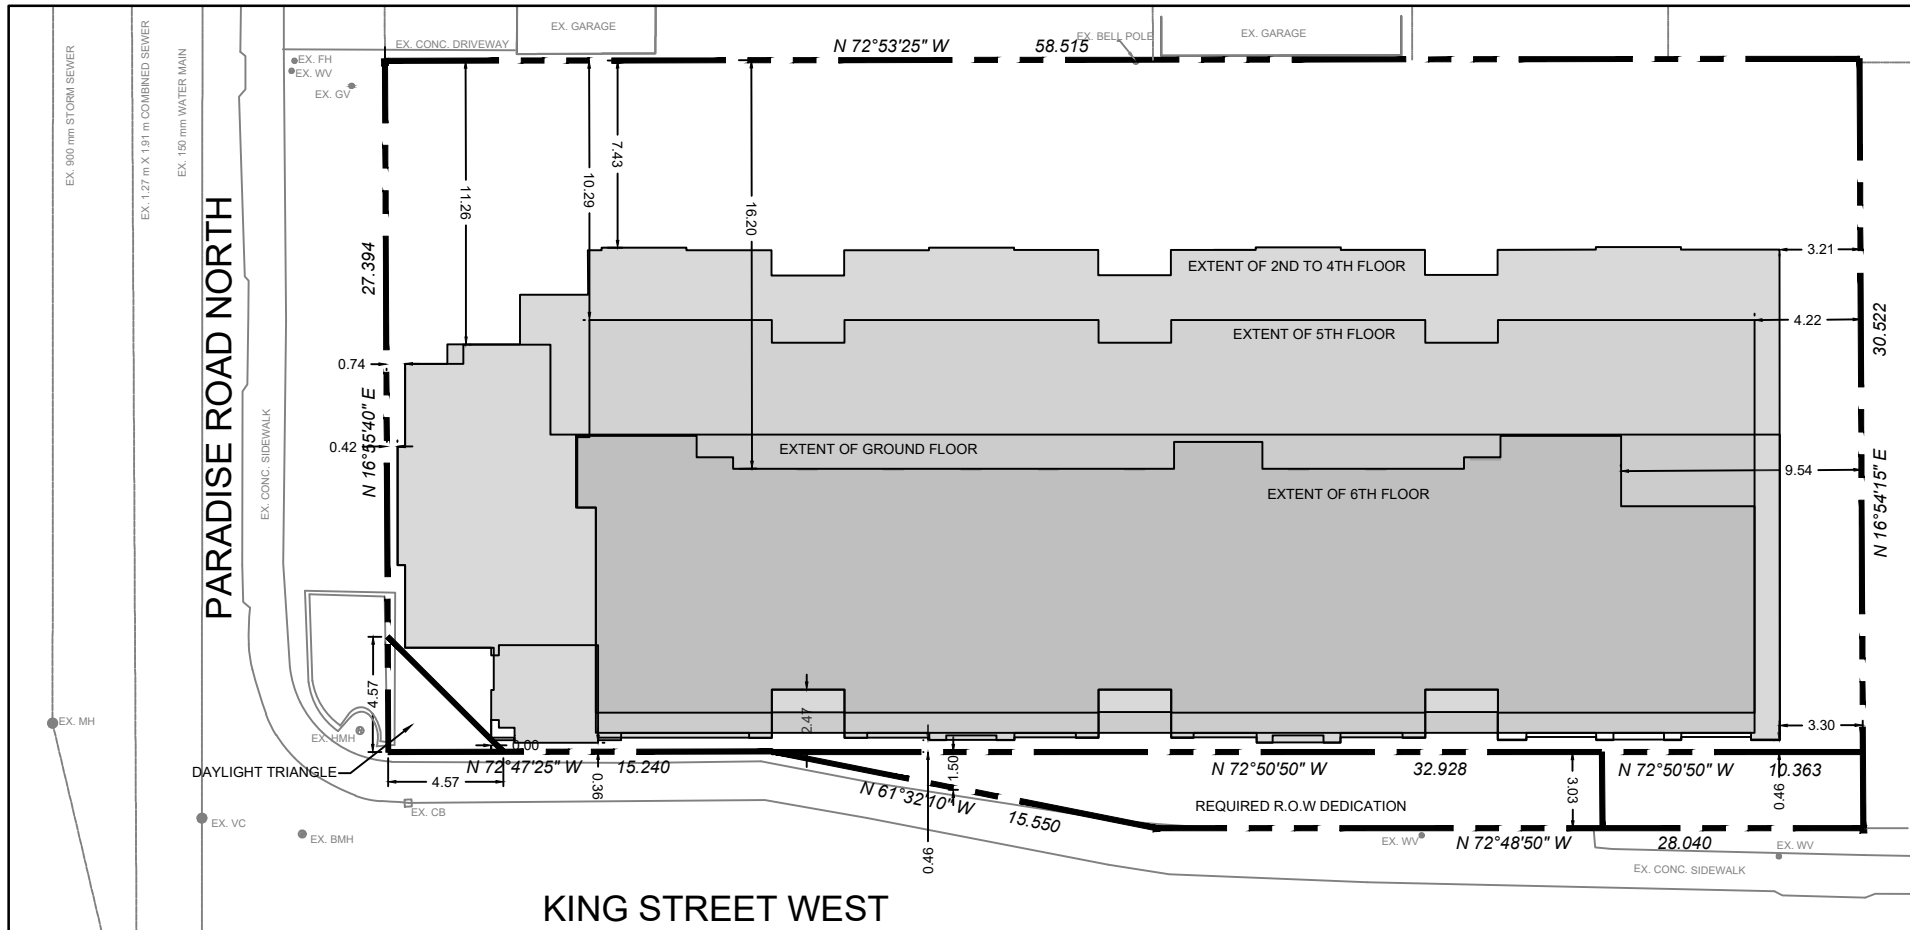 EX. GARAGE
EX. GARAGE
EX. CONC. DRIVEWAY
N 72°53'25" W 58.515
EX. BELL POLE
EX. FH
EX. WV
EX. GV
EX. 900 mm STORM SEWER
EX. 1.27 m X 1.91 m COMBINED SEWER
EX. 150 mm WATER MAIN
PARADISE ROAD NORTH
EX. CONC. SIDEWALK
27.394
N 16°55'40" E
11.26
10.29
7.43
16.20
EXTENT OF 2ND TO 4TH FLOOR
3.21
EXTENT OF 5TH FLOOR
4.22
30.522
N 16°54'15" E
0.74
0.42
EXTENT OF GROUND FLOOR
9.54
EXTENT OF 6TH FLOOR
4.57
2.47
EX. MH
EX. HMH
0.00
3.30
DAYLIGHT TRIANGLE
4.57
N 72°47'25" W 15.240
0.36
1.50
N 72°50'50" W 32.928
3.03
N 72°50'50" W 10.363
0.46
N 61°32'10" W 15.550
REQUIRED R.O.W DEDICATION
EX. CB
EX. VC
EX. BMH
0.46
EX. WV
N 72°48'50" W 28.040
EX. WV
EX. CONC. SIDEWALK
KING STREET WEST